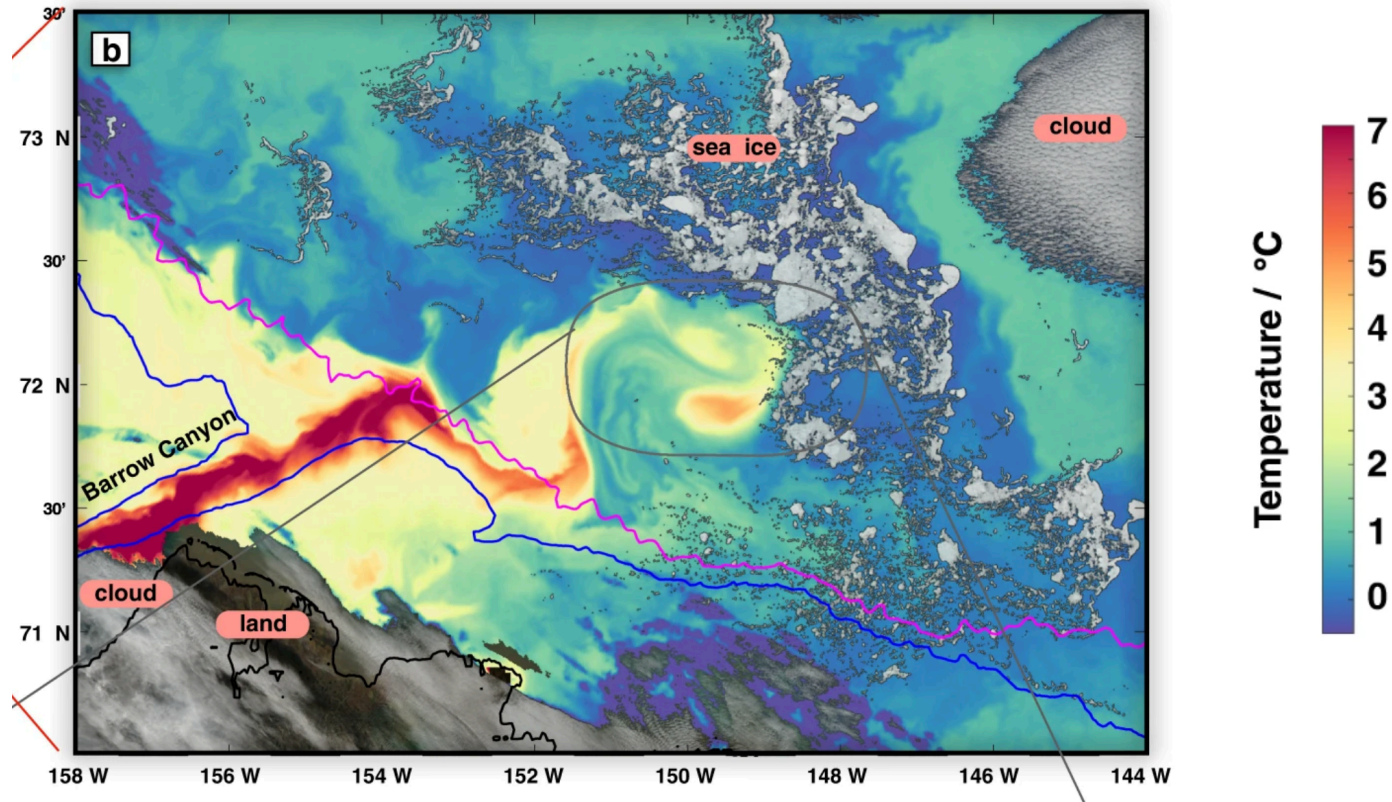 30'
b
73 N
sea ice
cloud
30'
72 N
Barrow Canyon
30'
cloud
land
71 N
158 W 156 W 154 W 152 W 150 W 148 W 146 W 144 W
7
6
5
4
3
2
1
0
Temperature / °C